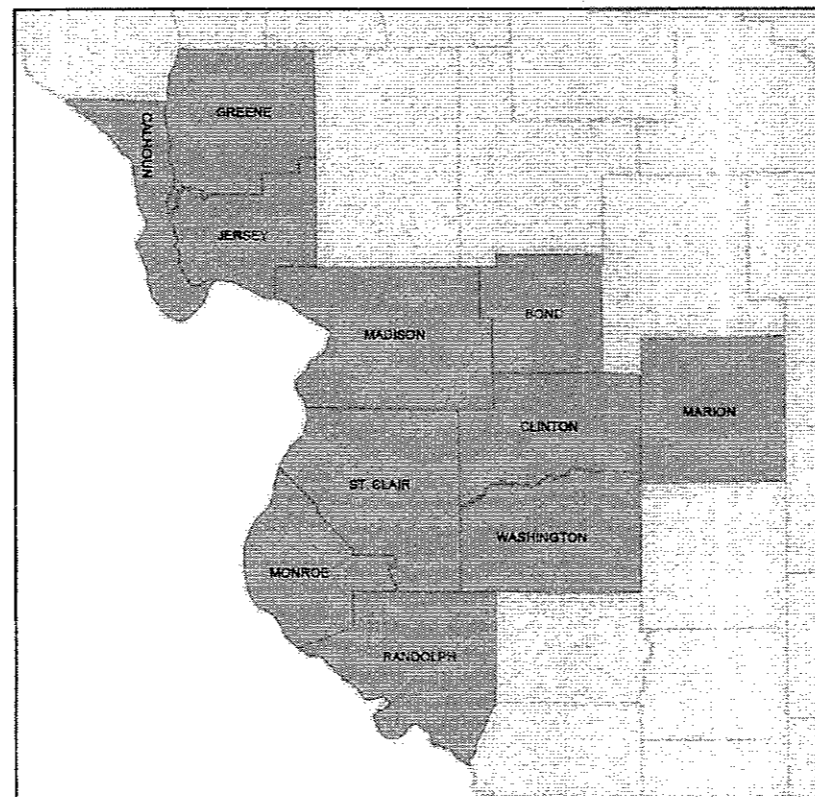 GREENE
CALHOUN
JERSEY
MADISON
BOND
MARION
CLINTON
ST. CLAIR
WASHINGTON
MONROE
RANDOLPH